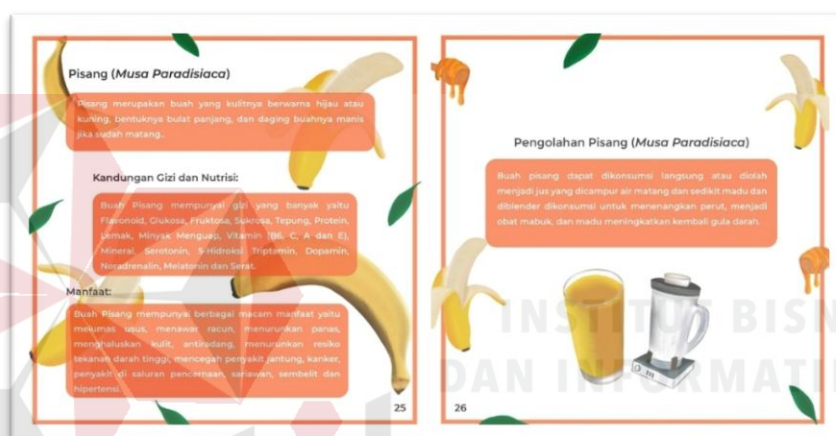 Pisang (Musa Paradisiaca)
Pisang merupakan buah yang kulitnya berwarna hijau atau
kuning, bentuknya bulat panjang, dan daging buahnya manis
jika sudah matang..
Kandungan Gizi dan Nutrisi:
Buah Pisang mempunyai gizi yang banyak yaitu
Flavonoid, Glukosa, Fruktosa, Sukrosa, Tepung, Protein,
Lemak, Minyak Menguap, Vitamin (B6, C, A dan E),
Mineral, Serotonin, 5-Hidroksi Triptamin, Dopamin,
Noradrenalin, Melatonin dan Serat.
Manfaat:
Buah Pisang mempunyai berbagai macam manfaat yaitu
melumas usus, menawar racun, menurunkan panas,
menghaluskan kulit, antiradang, menurunkan resiko
tekanan darah tinggi, mencegah penyakit jantung, kanker,
penyakit di saluran pencernaan, sariawan, sembelit dan
hipertensi.
25
Pengolahan Pisang (Musa Paradisiaca)
Buah pisang dapat dikonsumsi langsung atau diolah
menjadi jus yang dicampur air matang dan sedikit madu dan
diblender dikonsumsi untuk menenangkan perut, menjadi
obat mabuk, dan madu meningkatkan kembali gula darah.
26
INSTITUT BISN
DAN INFORMATI